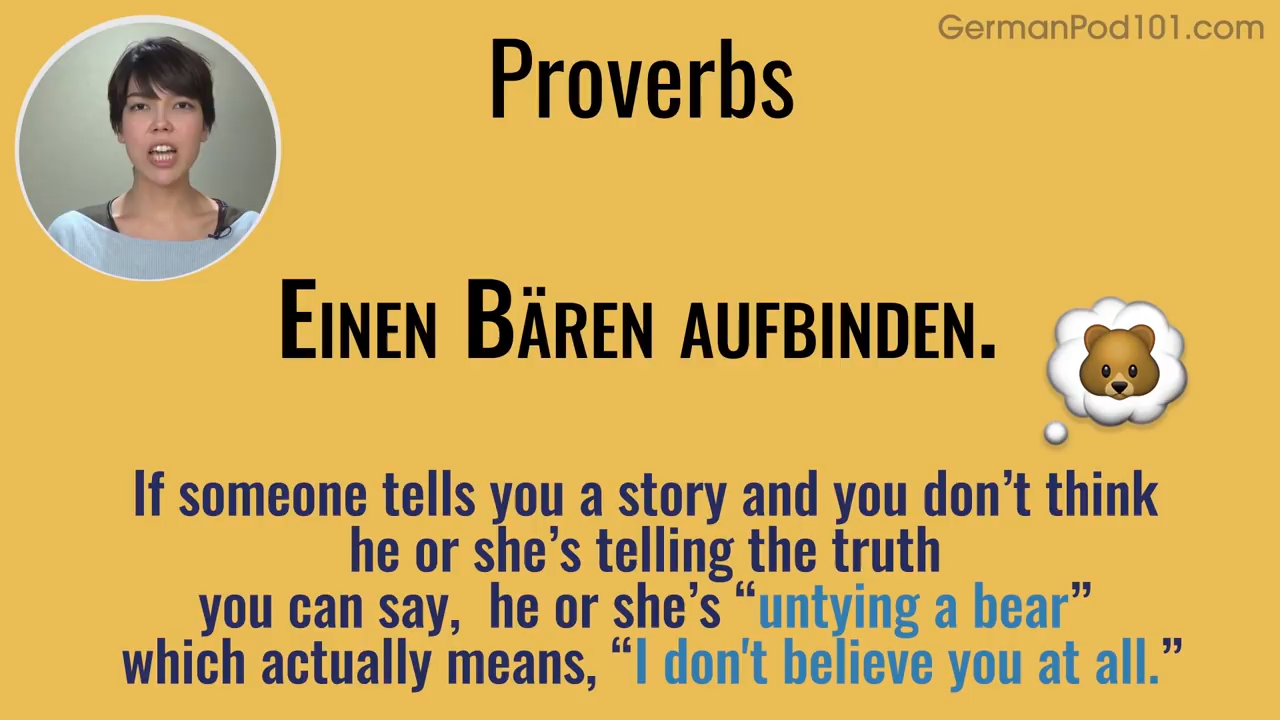 GermanPod101.com
Proverbs
Einen Bären aufbinden.
If someone tells you a story and you don't think
he or she's telling the truth
you can say, he or she's “untying a bear”
which actually means, “I don't believe you at all.”